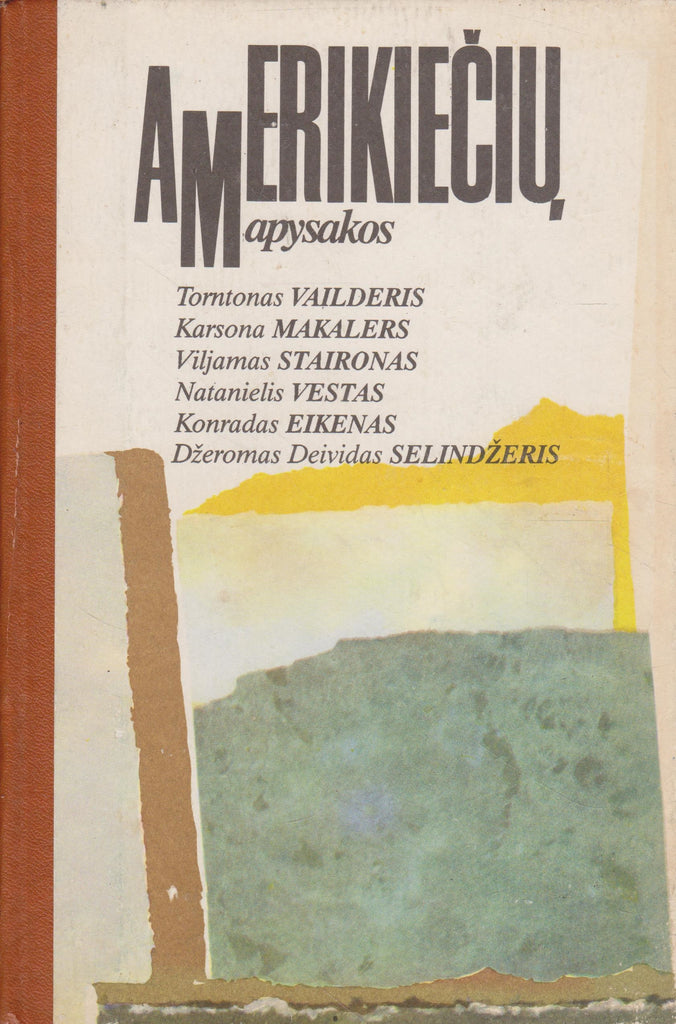 AMERIKIEČIŲ
apysakos
Torntonas VAILDERIS
Karsona MAKALERS
Viljamas STAIRONAS
Natanielis VESTAS
Konradas EIKENAS
Džeromas Deividas SELINDŽERIS